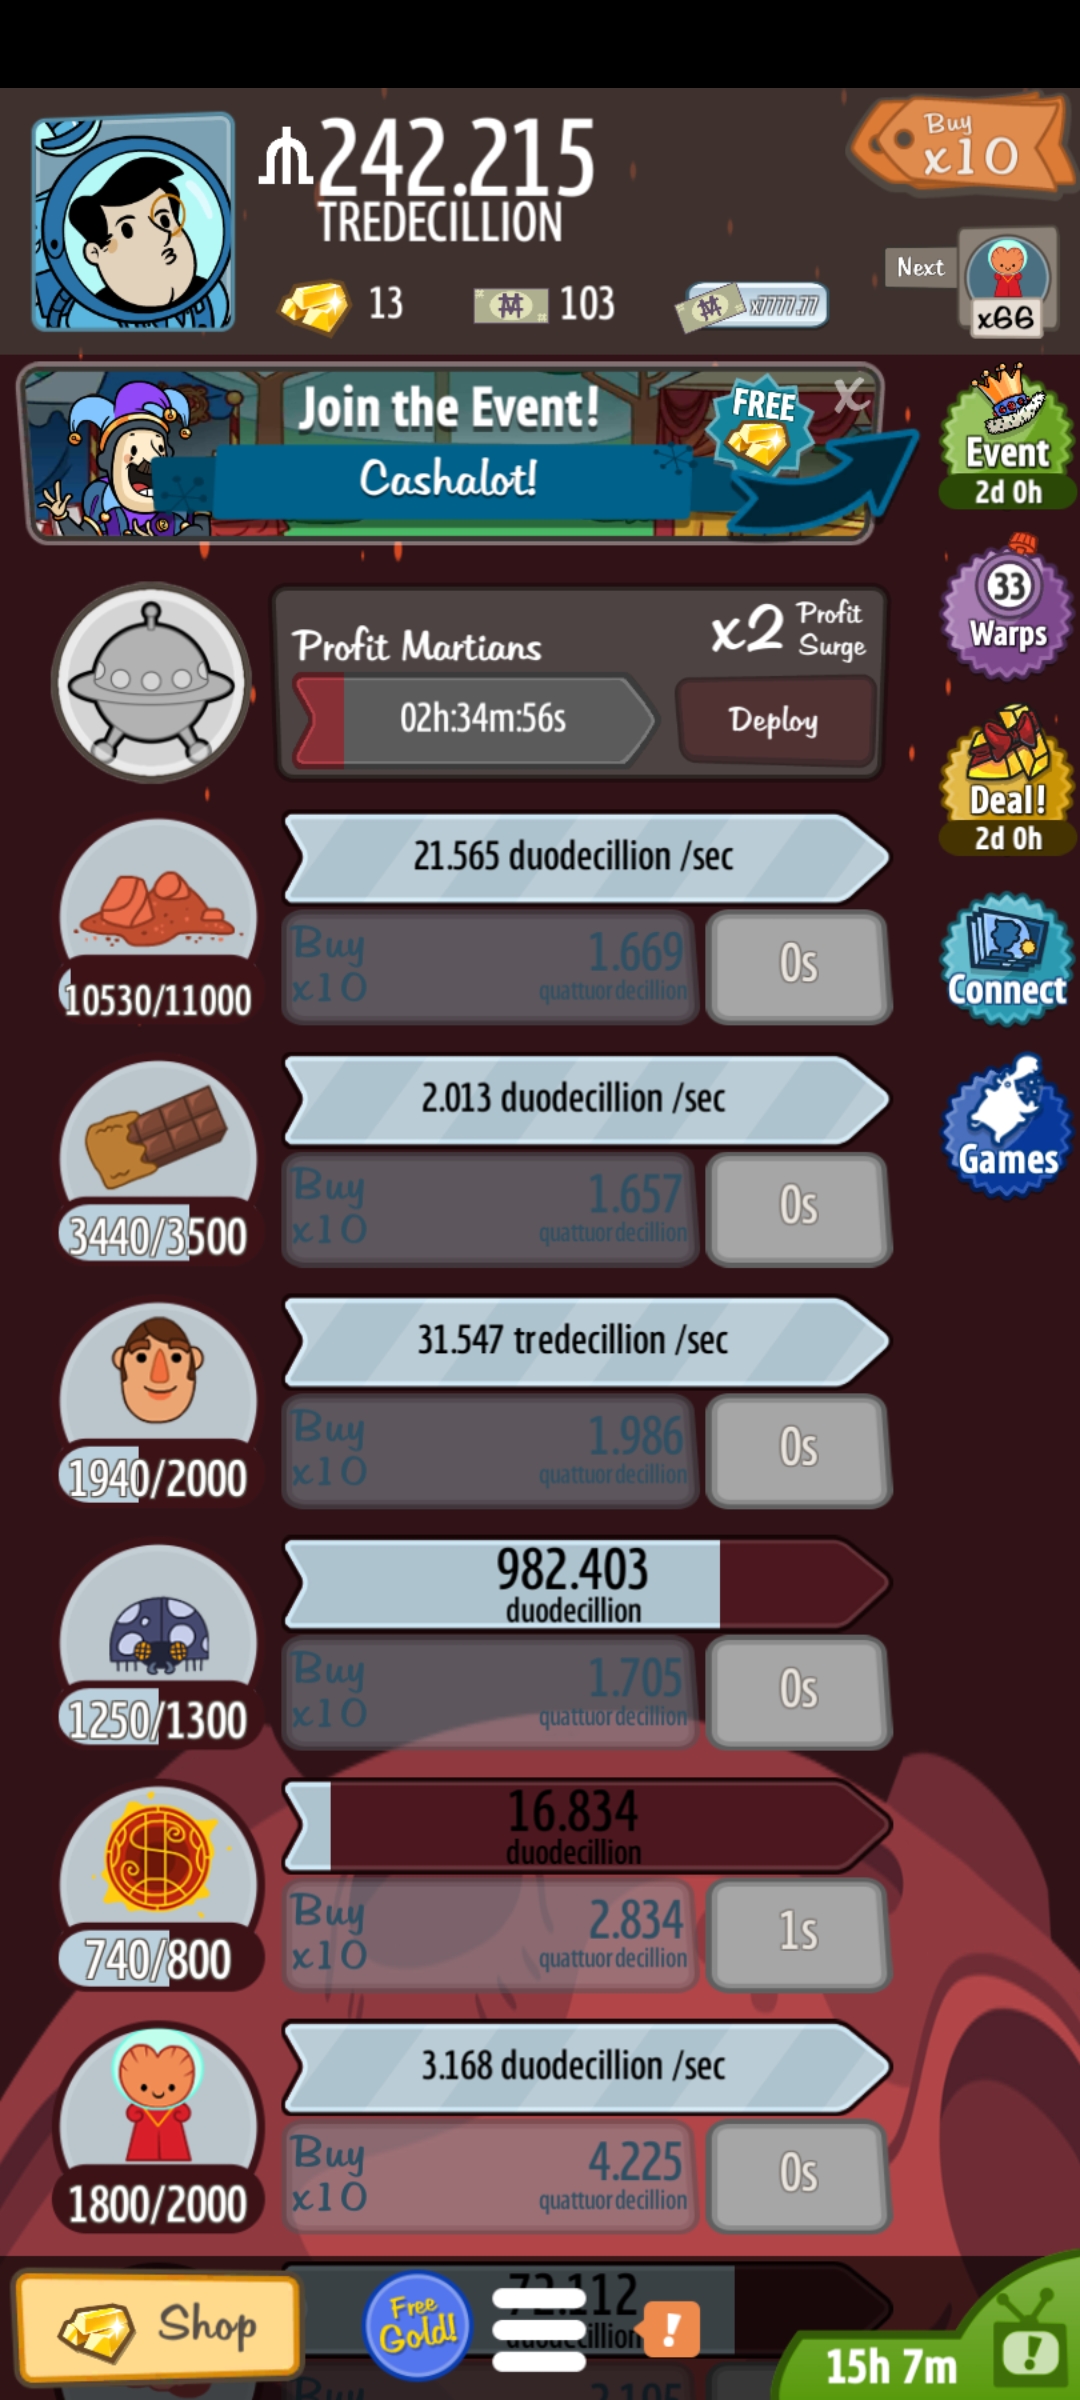 242.215
TREDECILLION
Buy
x10
13
103
x7777.77
Next
x66
Join the Event!
FREE
X
Cashalot!
Event
2d 0h
33
Warps
Profit Martians
x2 Profit
Surge
02h:34m:56s
Deploy
Deal!
2d 0h
21.565 duodecillion /sec
Buy
x10
1.669
quattuordecillion
0s
10530/11000
Connect
2.013 duodecillion /sec
Buy
x10
1.657
quattuordecillion
0s
3440/3500
Games
31.547 tredecillion /sec
Buy
x10
1.986
quattuordecillion
0s
1940/2000
982.403
duodecillion
Buy
x10
1.705
quattuordecillion
0s
1250/1300
16.834
duodecillion
Buy
x10
2.834
quattuordecillion
1s
740/800
3.168 duodecillion /sec
Buy
x10
4.225
quattuordecillion
0s
1800/2000
Shop
Free
Gold!
!
15h 7m
!